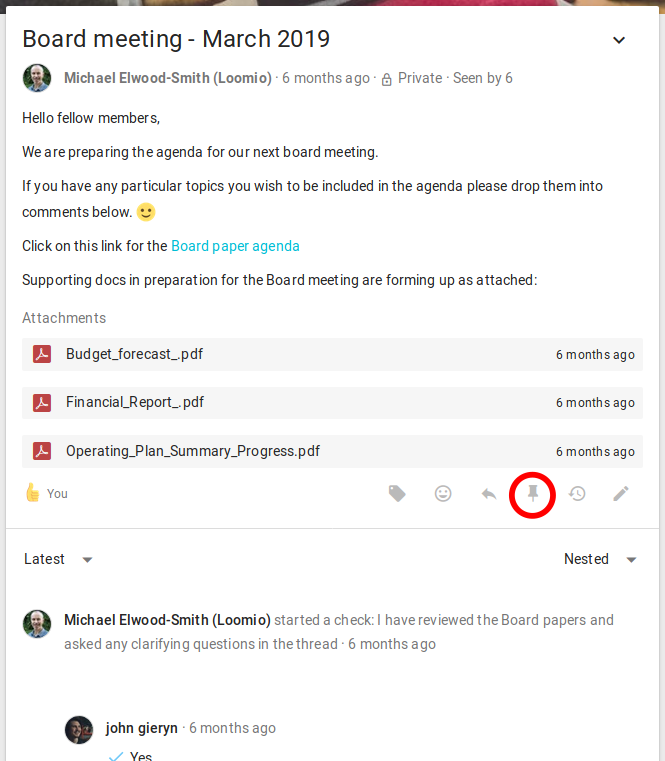 Board meeting - March 2019
Michael Elwood-Smith (Loomio) · 6 months ago · Private · Seen by 6
Hello fellow members,
We are preparing the agenda for our next board meeting.
If you have any particular topics you wish to be included in the agenda please drop them into
comments below. 🙂
Click on this link for the Board paper agenda
Supporting docs in preparation for the Board meeting are forming up as attached:
Attachments
Budget_forecast_.pdf 6 months ago
Financial_Report_.pdf 6 months ago
Operating_Plan_Summary_Progress.pdf 6 months ago
You
Latest Nested
Michael Elwood-Smith (Loomio) started a check: I have reviewed the Board papers and
asked any clarifying questions in the thread · 6 months ago
john gieryn · 6 months ago
Yes